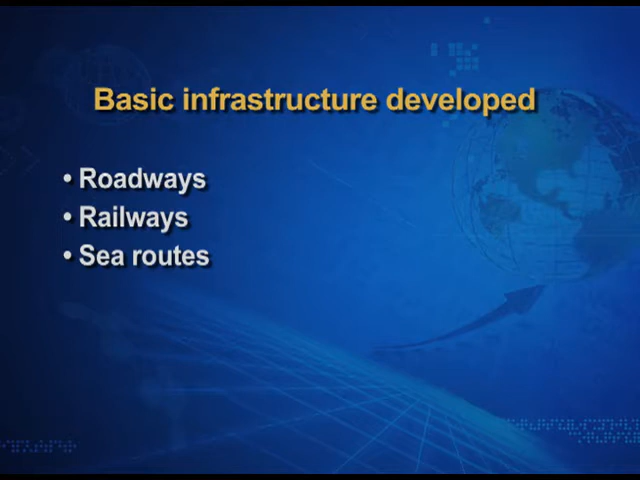 Basic infrastructure developed
• Roadways
• Railways
• Sea routes